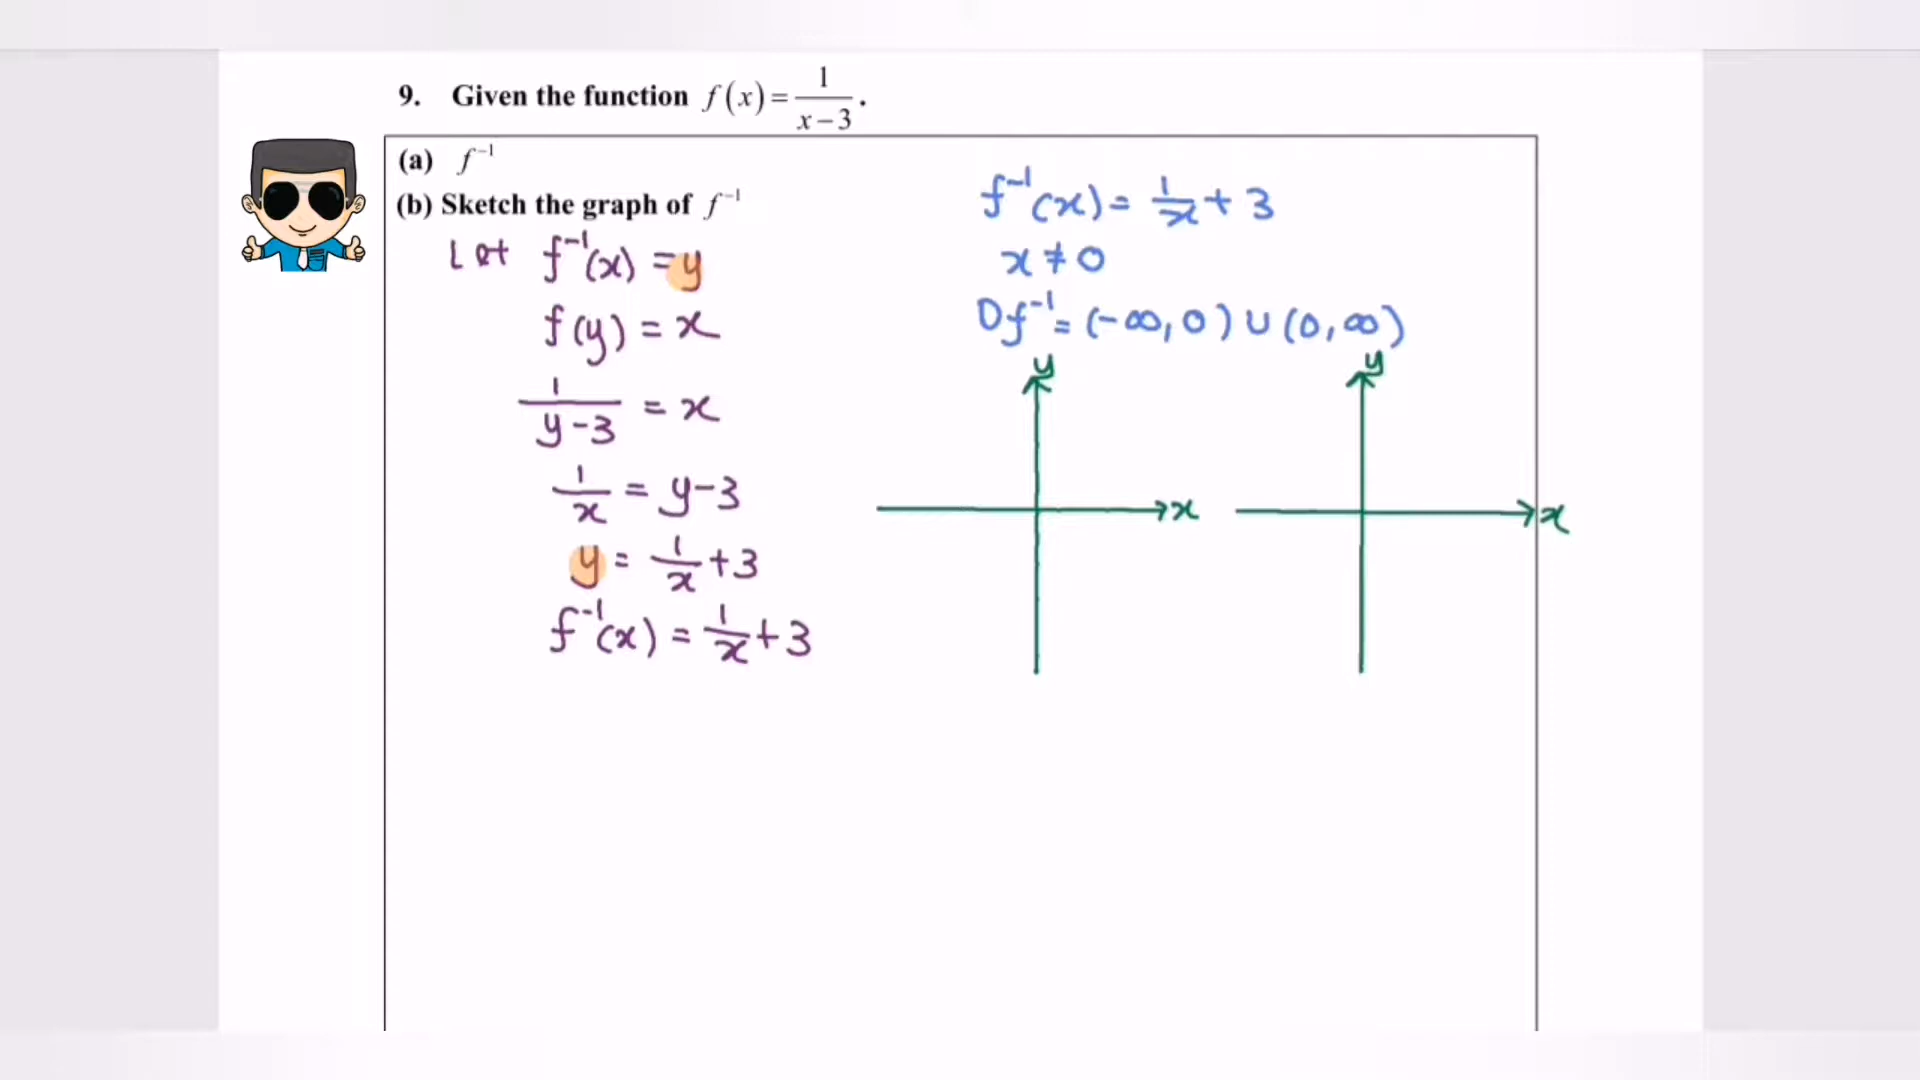 9. Given the function f(x) = 1/(x−3).
(a) f⁻¹
(b) Sketch the graph of f⁻¹
Let f⁻¹(x) = y
f(y) = x
1/(y−3) = x
1/x = y−3
y = 1/x + 3
f⁻¹(x) = 1/x + 3
f⁻¹(x) = 1/x + 3
x ≠ 0
Df⁻¹ = (−∞, 0) ∪ (0, ∞)
y
x
y
x